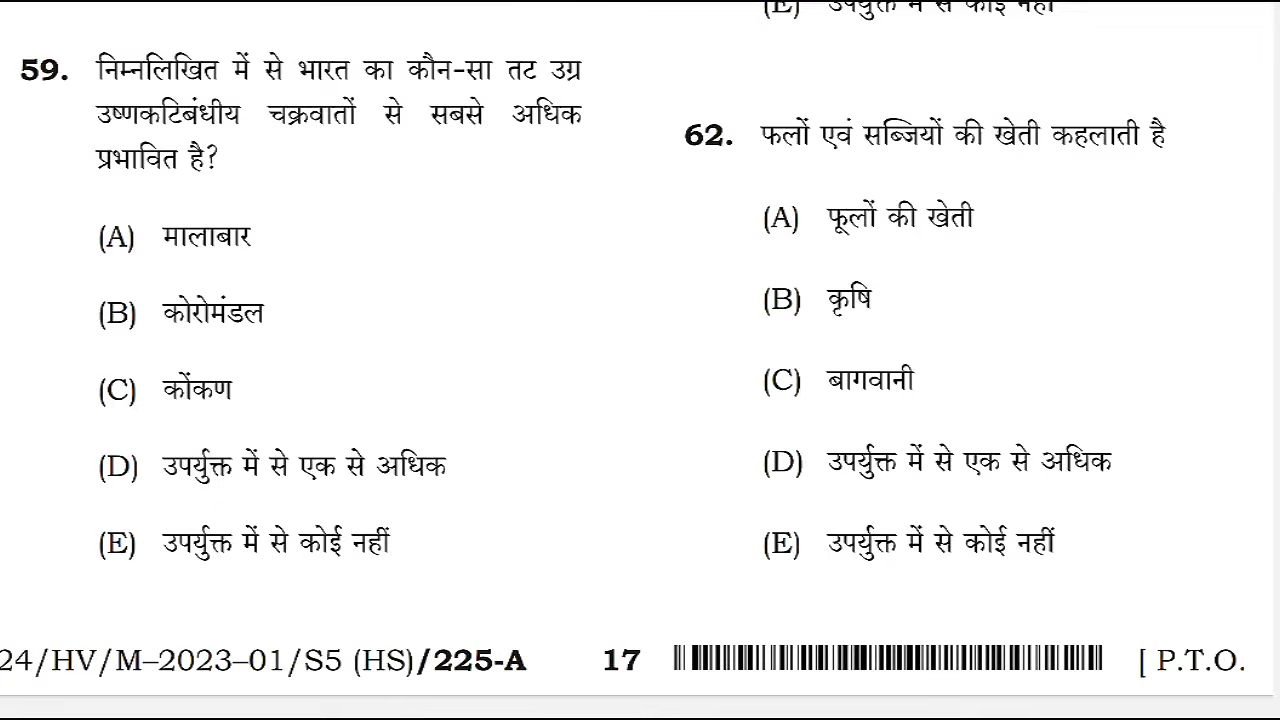 59. निम्नलिखित में से भारत का कौन-सा तट उग्र
उष्णकटिबंधीय चक्रवातों से सबसे अधिक
प्रभावित है?
(A) मालाबार
(B) कोरोमंडल
(C) कोंकण
(D) उपर्युक्त में से एक से अधिक
(E) उपर्युक्त में से कोई नहीं
(E) उपर्युक्त में से कोई नहीं
62. फलों एवं सब्जियों की खेती कहलाती है
(A) फूलों की खेती
(B) कृषि
(C) बागवानी
(D) उपर्युक्त में से एक से अधिक
(E) उपर्युक्त में से कोई नहीं
24/HV/M–2023–01/S5 (HS)/225-A 17 [ P.T.O.